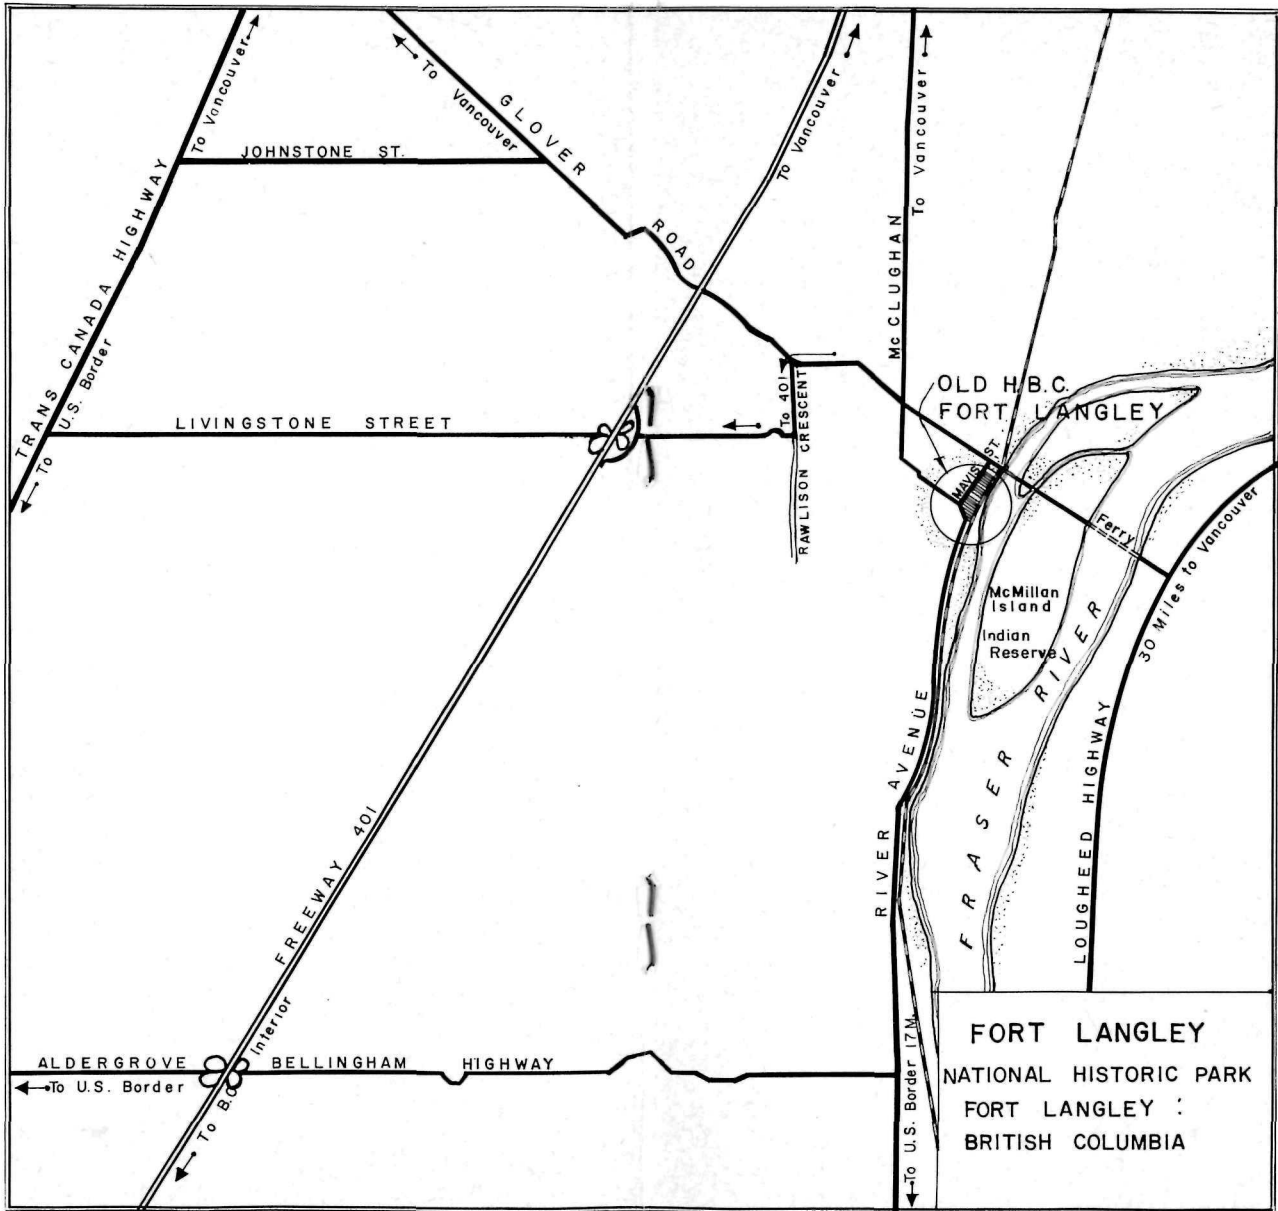 To Vancouver
To Vancouver
GLOVER ROAD
To Vancouver
To Vancouver
JOHNSTONE ST.
TRANS CANADA HIGHWAY
To U.S. Border
McCLUGHAN
LIVINGSTONE STREET
To 401
RAWLISON CRESCENT
OLD H.B.C.
FORT LANGLEY
MAVIS ST.
Ferry
30 Miles to Vancouver
McMillan
Island
Indian
Reserve
FRASER RIVER
RIVER AVENUE
LOUGHEED HIGHWAY
FREEWAY 401
To B.C. Interior
ALDERGROVE BELLINGHAM HIGHWAY
To U.S. Border
To U.S. Border 17 M.
FORT LANGLEY
NATIONAL HISTORIC PARK
FORT LANGLEY :
BRITISH COLUMBIA